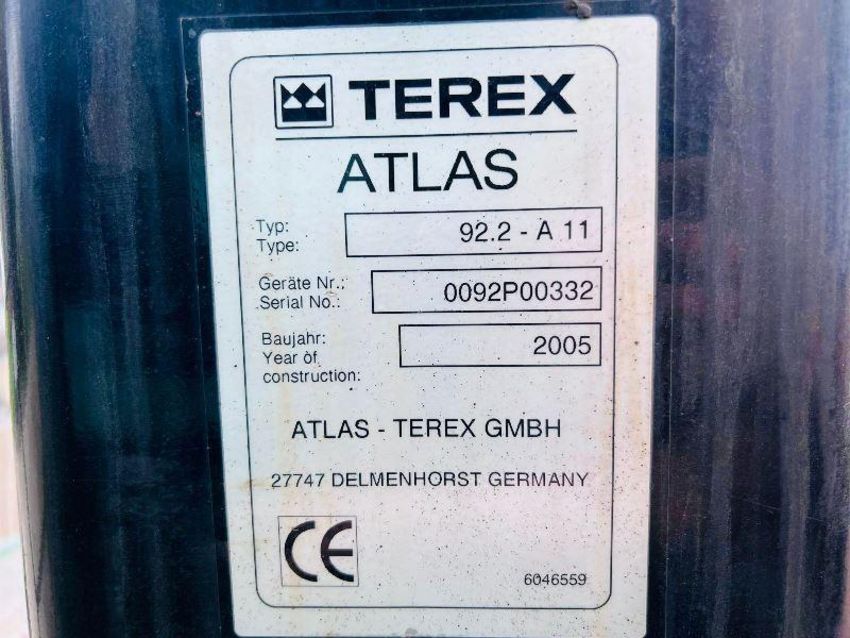 TEREX
ATLAS
Typ:
Type:
92.2 - A 11
Geräte Nr.:
Serial No.:
0092P00332
Baujahr:
Year of
construction:
2005
ATLAS - TEREX GMBH
27747 DELMENHORST GERMANY
CE
6046559